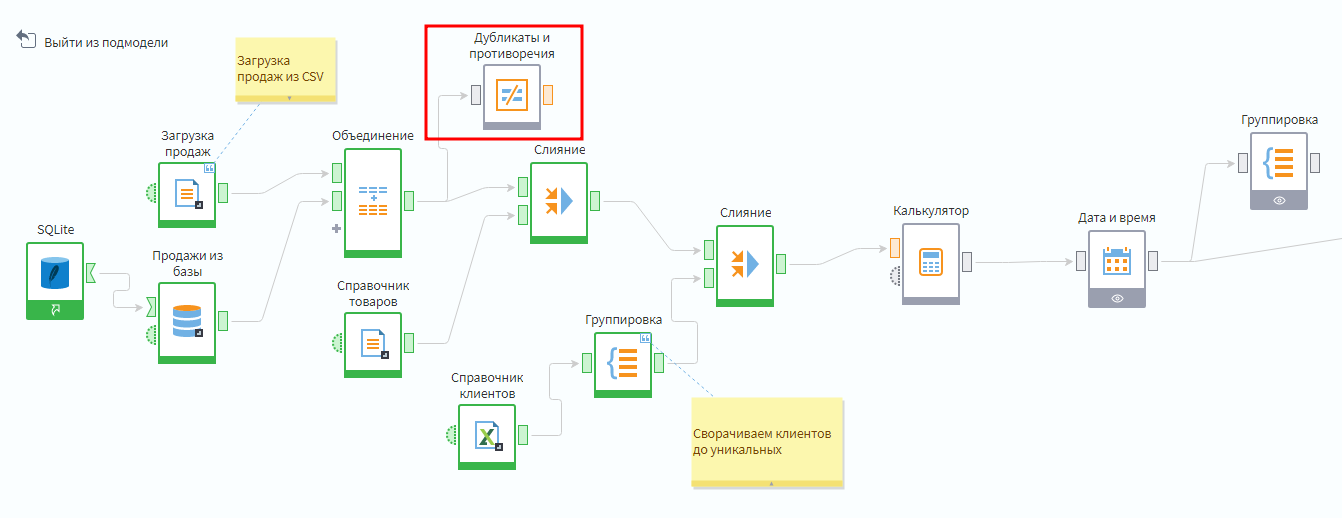 Выйти из подмодели
Загрузка
продаж из CSV
Дубликаты и
противоречия
Загрузка
продаж
Объединение
Слияние
Группировка
SQLite
Продажи из
базы
Слияние
Калькулятор
Дата и время
Справочник
товаров
Группировка
Справочник
клиентов
Сворачиваем клиентов
до уникальных